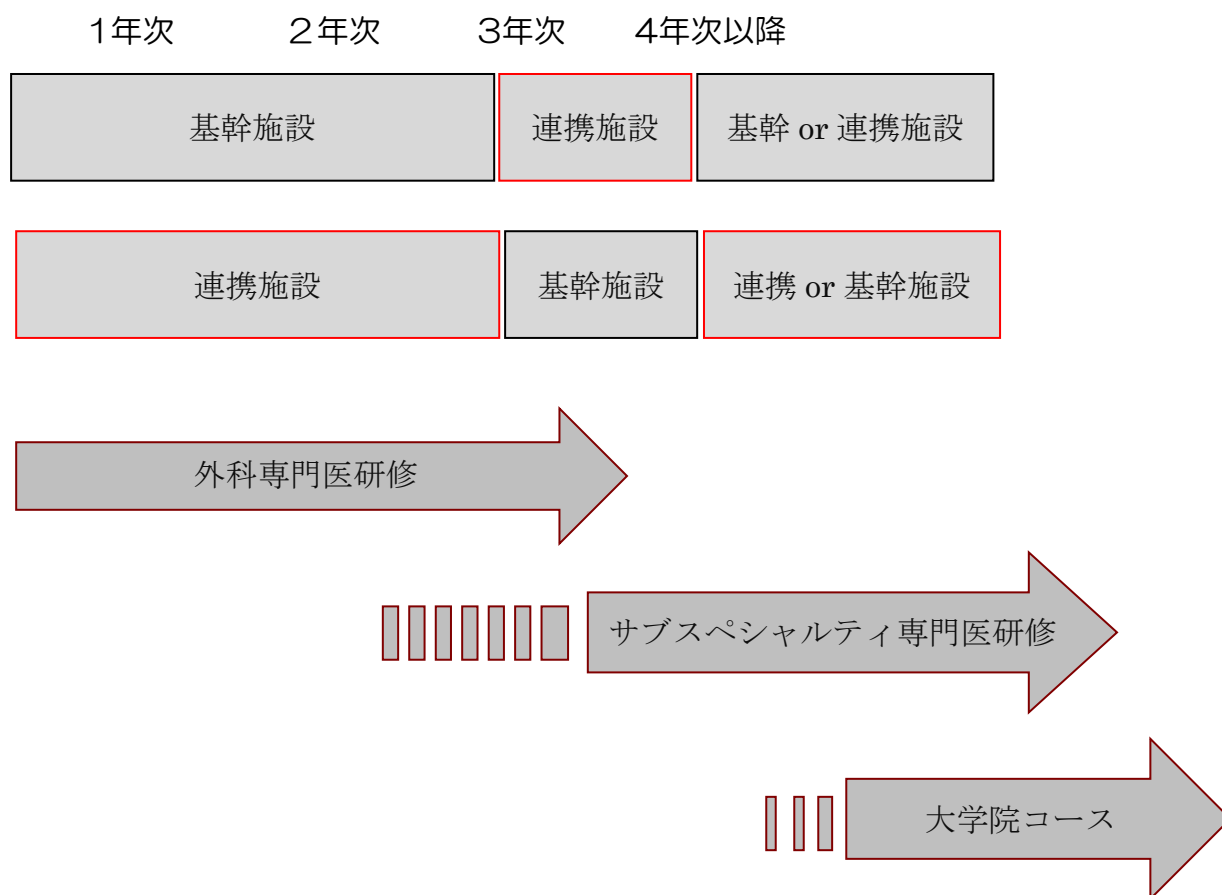 1年次 2年次 3年次 4年次以降
基幹施設 連携施設 基幹 or 連携施設
連携施設 基幹施設 連携 or 基幹施設
外科専門医研修
サブスペシャルティ専門医研修
大学院コース